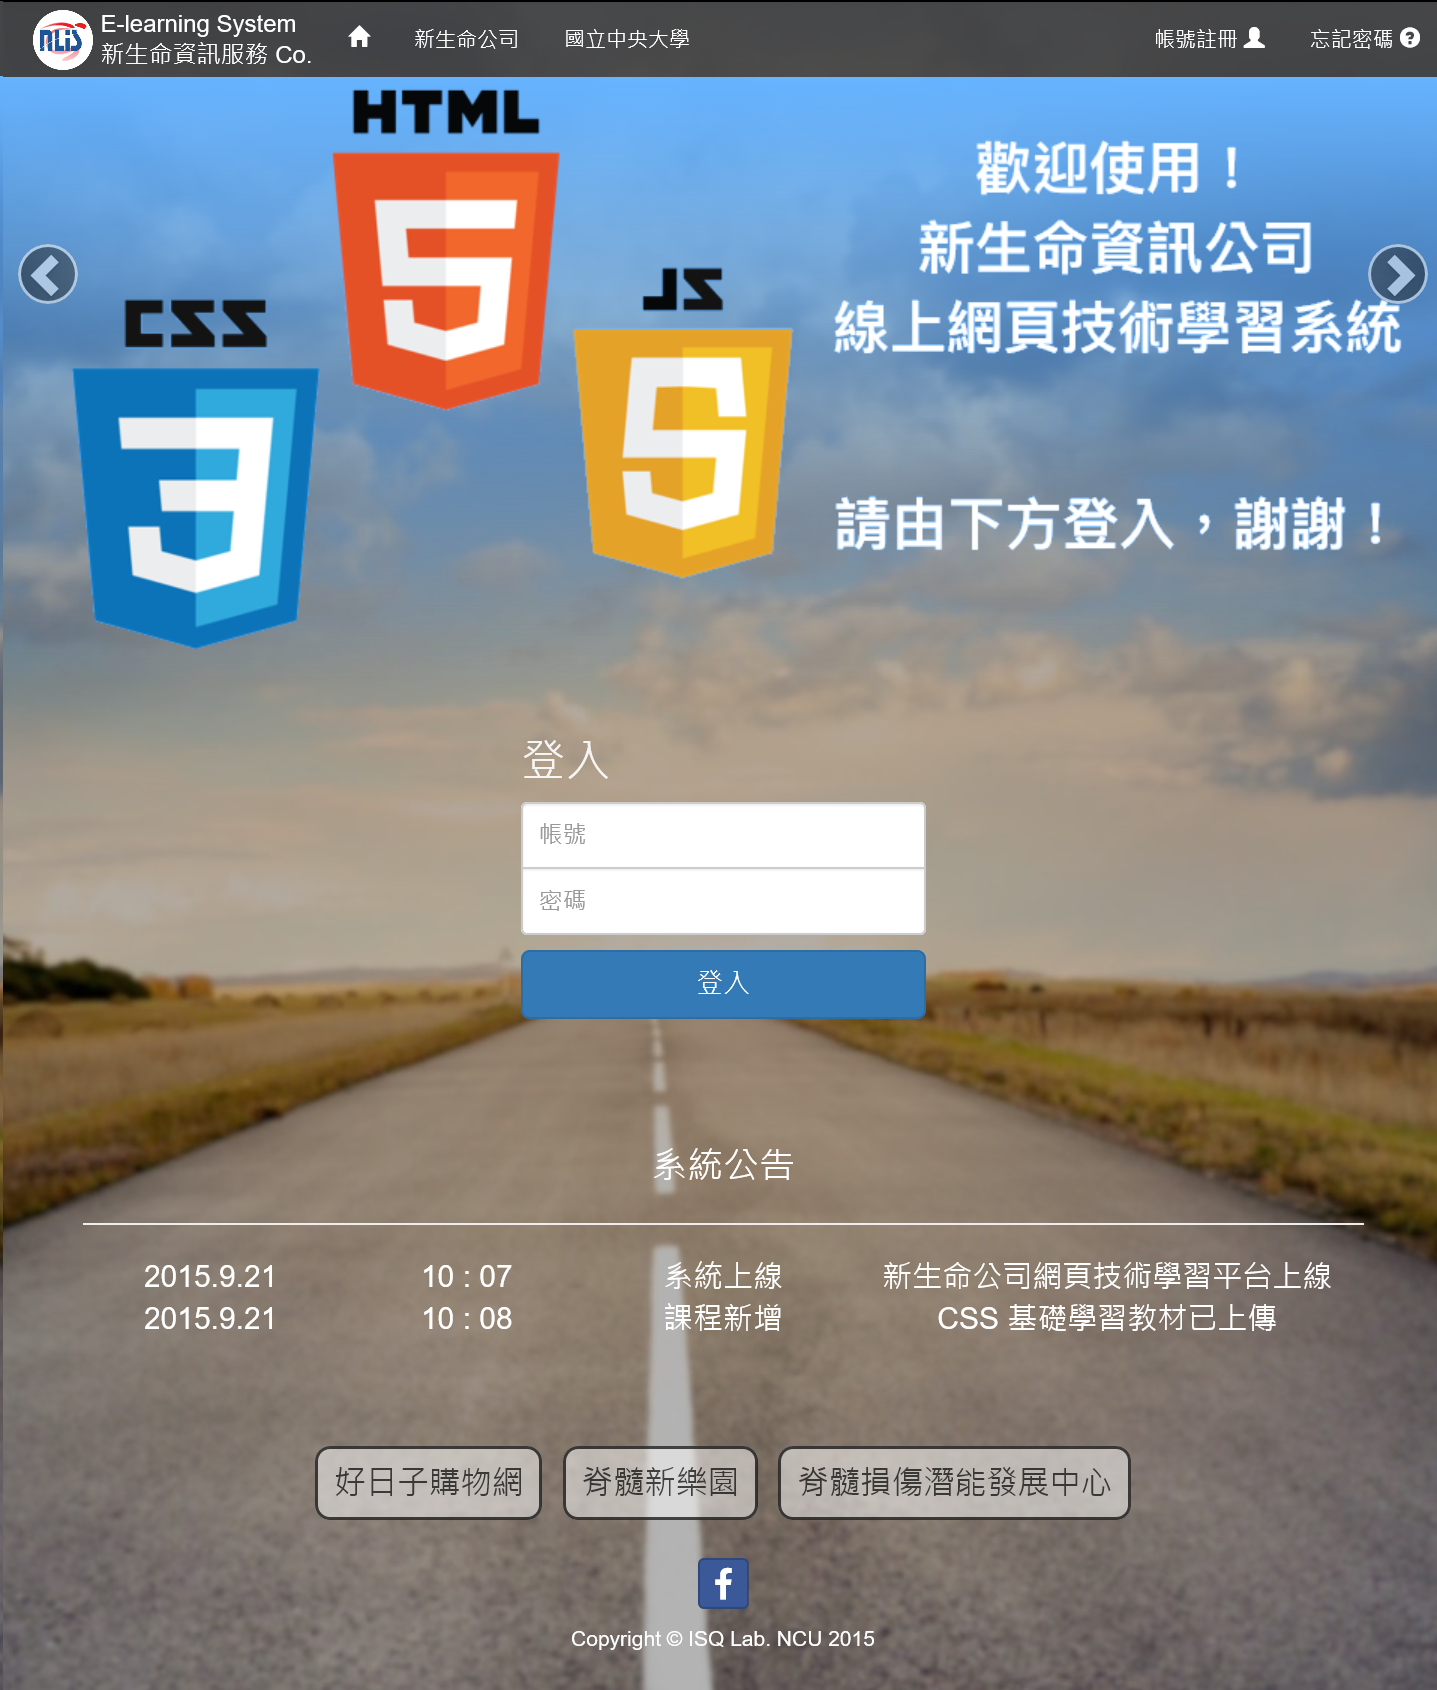 NLiS
E-learning System
新生命資訊服務 Co.
新生命公司
國立中央大學
帳號註冊
忘記密碼
HTML
5
CSS
3
JS
5
歡迎使用！
新生命資訊公司
線上網頁技術學習系統
請由下方登入，謝謝！
登入
帳號
密碼
登入
系統公告
2015.9.21 10 : 07 系統上線 新生命公司網頁技術學習平台上線
2015.9.21 10 : 08 課程新增 CSS 基礎學習教材已上傳
好日子購物網 脊髓新樂園 脊髓損傷潛能發展中心
f
Copyright © ISQ Lab. NCU 2015